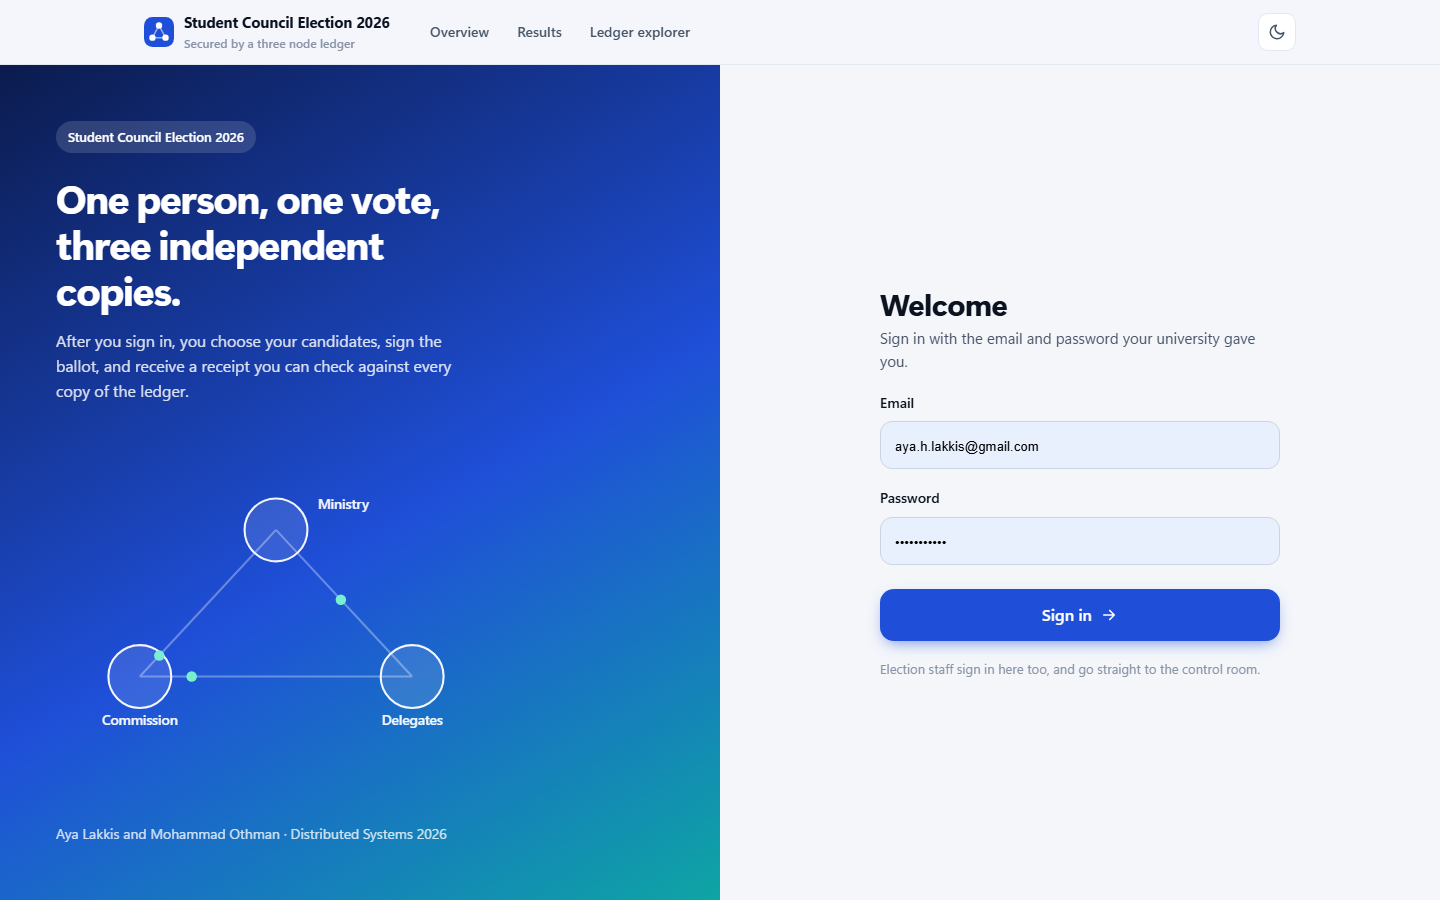 Student Council Election 2026
Secured by a three node ledger
Overview
Results
Ledger explorer
Student Council Election 2026
One person, one vote,
three independent
copies.
After you sign in, you choose your candidates, sign the
ballot, and receive a receipt you can check against every
copy of the ledger.
Ministry
Commission
Delegates
Aya Lakkis and Mohammad Othman · Distributed Systems 2026
Welcome
Sign in with the email and password your university gave
you.
Email
aya.h.lakkis@gmail.com
Password
•••••••••••
Sign in →
Election staff sign in here too, and go straight to the control room.